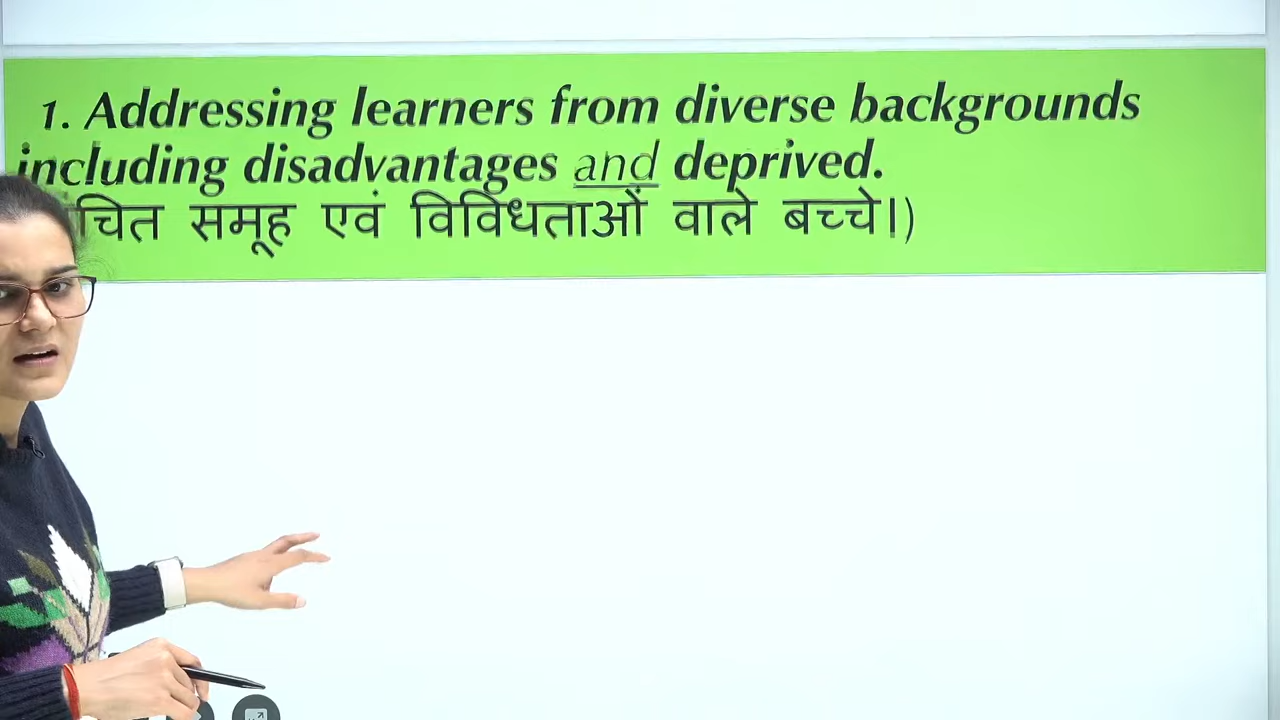 1. Addressing learners from diverse backgrounds
including disadvantages and deprived.
समूह एवं विविधताओं वाले बच्चे।)